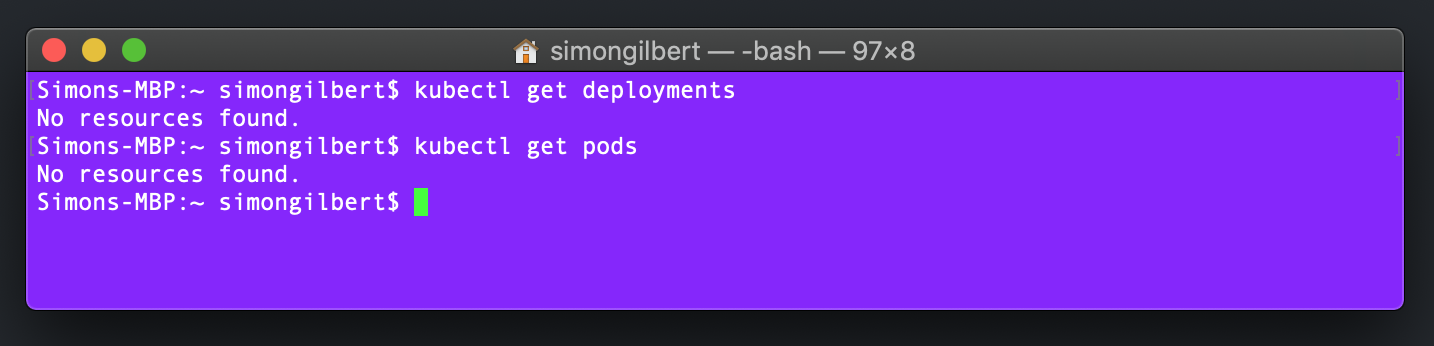 simongilbert — -bash — 97×8
[Simons-MBP:~ simongilbert$ kubectl get deployments ]
No resources found.
[Simons-MBP:~ simongilbert$ kubectl get pods ]
No resources found.
Simons-MBP:~ simongilbert$